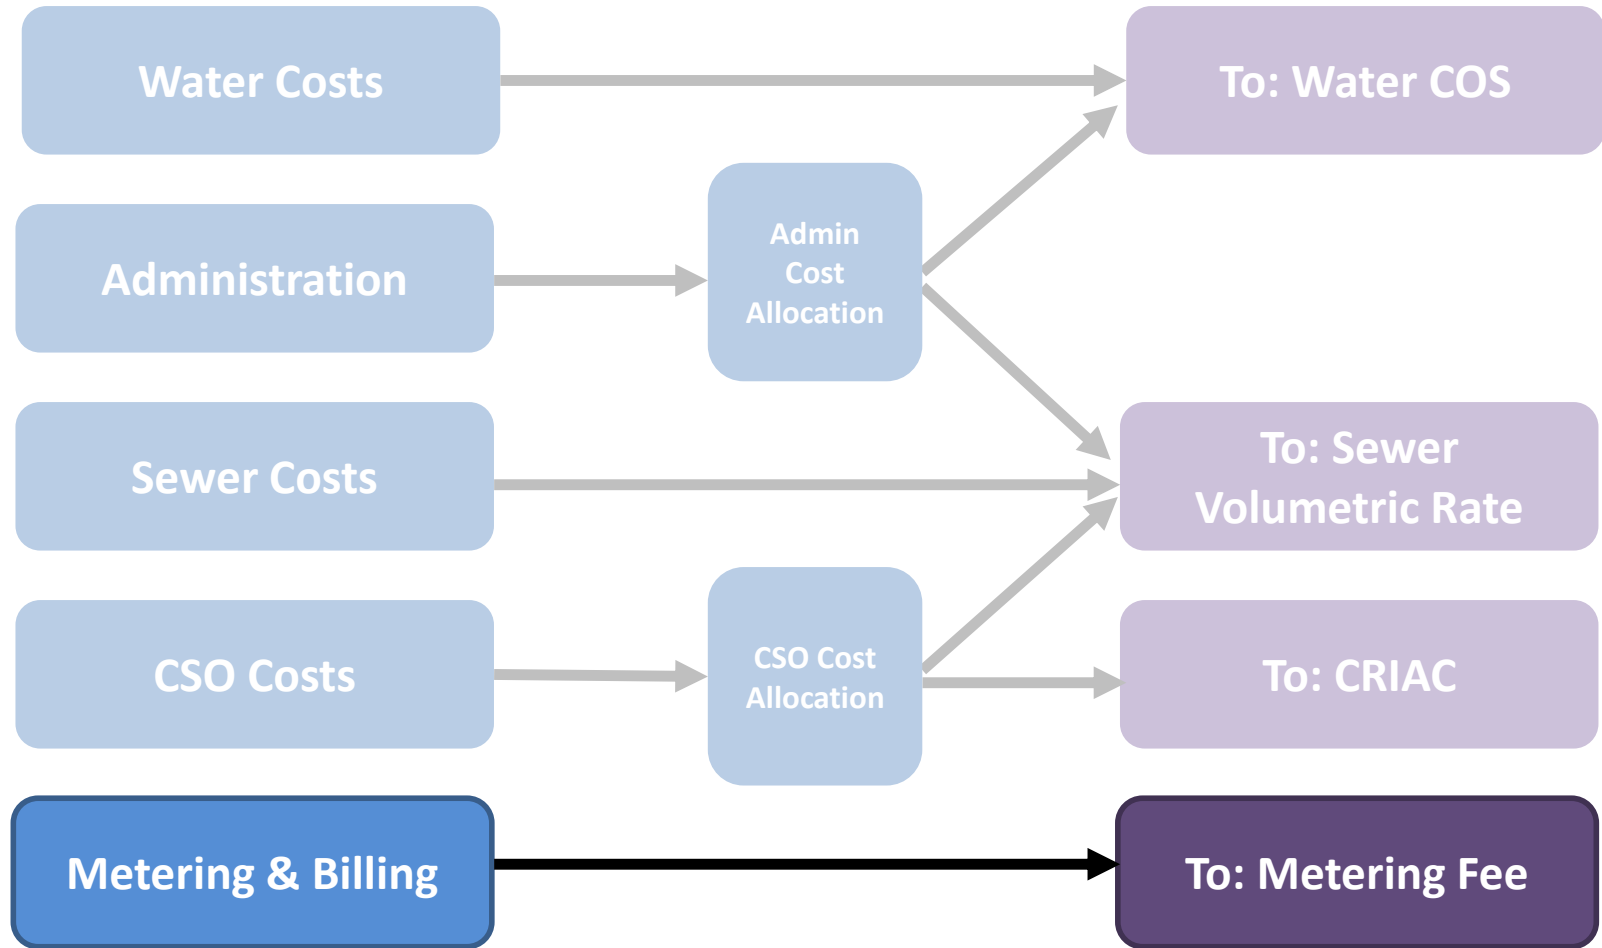 Water Costs
To: Water COS
Administration
Admin
Cost
Allocation
Sewer Costs
To: Sewer
Volumetric Rate
CSO Costs
CSO Cost
Allocation
To: CRIAC
Metering & Billing
To: Metering Fee